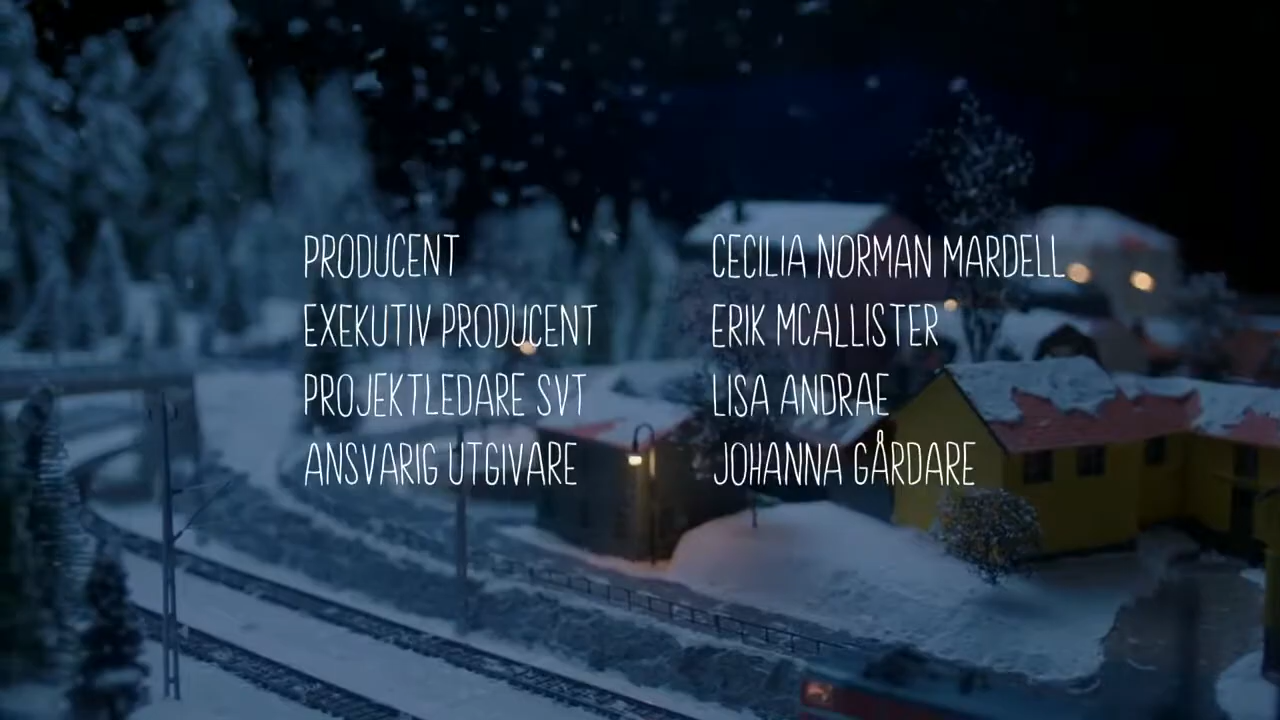 PRODUCENT CECILIA NORMAN MARDELL
EXEKUTIV PRODUCENT ERIK MCALLISTER
PROJEKTLEDARE SVT LISA ANDRAE
ANSVARIG UTGIVARE JOHANNA GÅRDARE